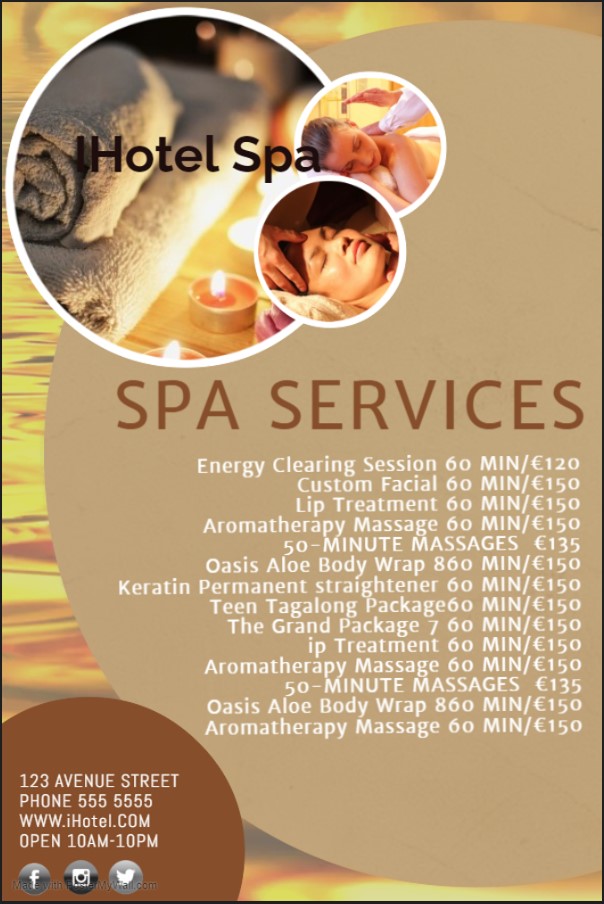 IHotel Spa
SPA SERVICES
Energy Clearing Session 60 MIN/€120
Custom Facial 60 MIN/€150
Lip Treatment 60 MIN/€150
Aromatherapy Massage 60 MIN/€150
50-MINUTE MASSAGES €135
Oasis Aloe Body Wrap 860 MIN/€150
Keratin Permanent straightener 60 MIN/€150
Teen Tagalong Package60 MIN/€150
The Grand Package 7 60 MIN/€150
ip Treatment 60 MIN/€150
Aromatherapy Massage 60 MIN/€150
50-MINUTE MASSAGES €135
Oasis Aloe Body Wrap 860 MIN/€150
Aromatherapy Massage 60 MIN/€150
123 AVENUE STREET
PHONE 555 5555
WWW.iHotel.COM
OPEN 10AM-10PM
Made with PosterMyWall.com